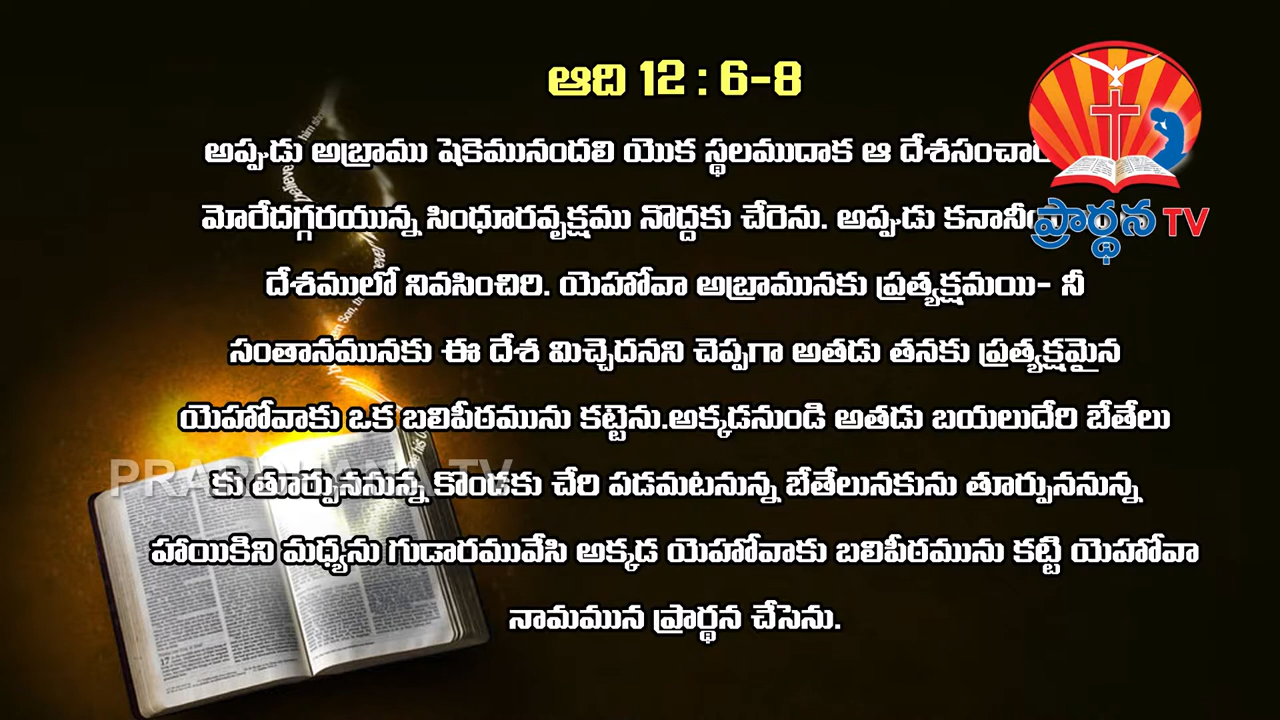 ఆది 12 : 6-8
అప్పుడు అబ్రాము షెకెమునందలి యొక స్థలముదాక ఆ
మోరేదగ్గరయున్న సింధూరవృక్షము నొద్దకు చేరెను. అప్పుడు
దేశములో నివసించిరి. యెహోవా అబ్రామునకు ప్రత్యక్షమయి- నీ
సంతానమునకు ఈ దేశ మిచ్చెదనని చెప్పగా అతడు తనకు ప్రత్యక్షమైన
యెహోవాకు ఒక బలిపీఠమును కట్టెను.అక్కడనుండి అతడు బయలుదేరి బేతేలు
కు తూర్పుననున్న కొండకు చేరి పడమటనున్న బేతేలునకును తూర్పుననున్న
హాయికిని మధ్యను గుడారమువేసి అక్కడ యెహోవాకు బలిపీఠమును కట్టి యెహోవా
నామమున ప్రార్థన చేసెను.
ప్రార్థన TV